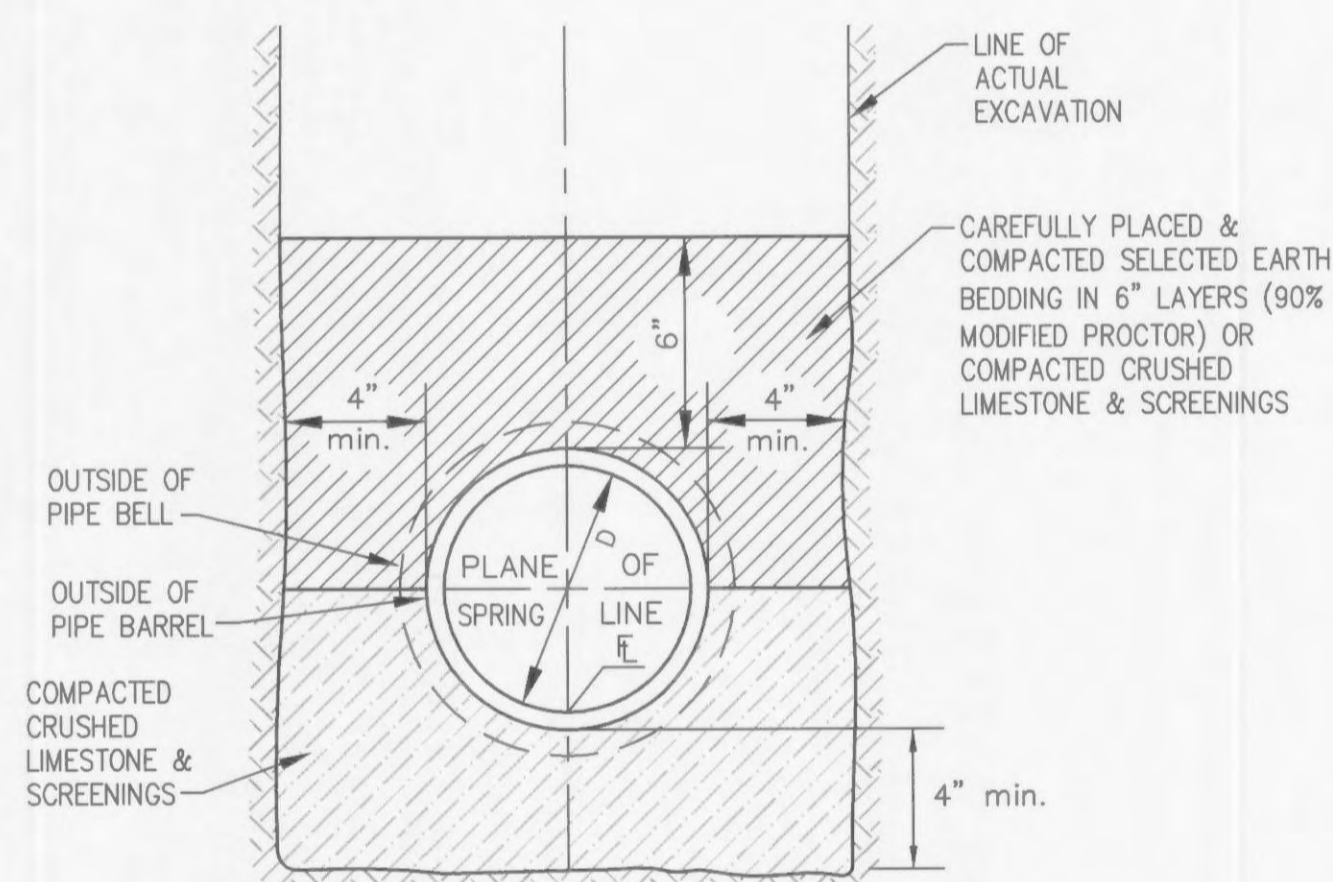 LINE OF
ACTUAL
EXCAVATION
CAREFULLY PLACED &
COMPACTED SELECTED EARTH
BEDDING IN 6" LAYERS (90%
MODIFIED PROCTOR) OR
COMPACTED CRUSHED
LIMESTONE & SCREENINGS
6"
4"
min.
4"
min.
OUTSIDE OF
PIPE BELL
OUTSIDE OF
PIPE BARREL
D
PLANE OF
SPRING LINE
FL
COMPACTED
CRUSHED
LIMESTONE &
SCREENINGS
4" min.